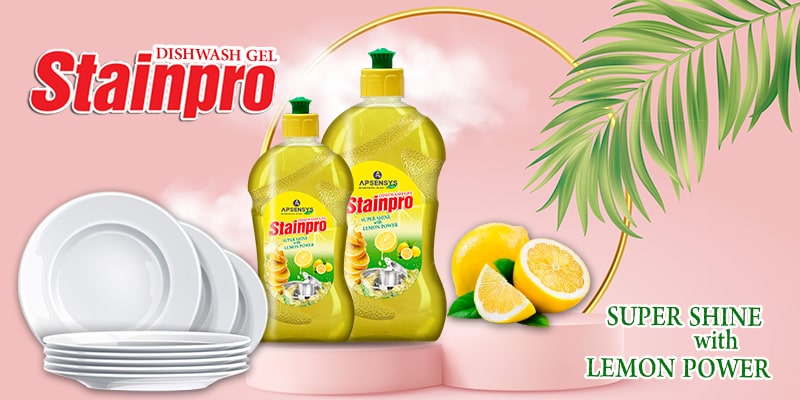 DISHWASH GEL
Stainpro
APSENSYS
DISHWASH GEL
Stainpro
SUPER SHINE
with
LEMON POWER
APSENSYS
DISHWASH GEL
Stainpro
SUPER SHINE
with
LEMON POWER
SUPER SHINE
with
LEMON POWER